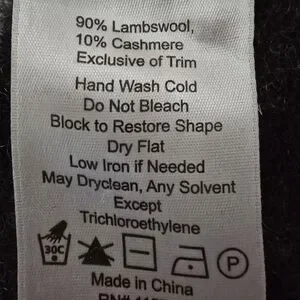 90% Lambswool,
10% Cashmere
Exclusive of Trim
Hand Wash Cold
Do Not Bleach
Block to Restore Shape
Dry Flat
Low Iron if Needed
May Dryclean, Any Solvent
Except
Trichloroethylene
30C P
Made in China
RN#